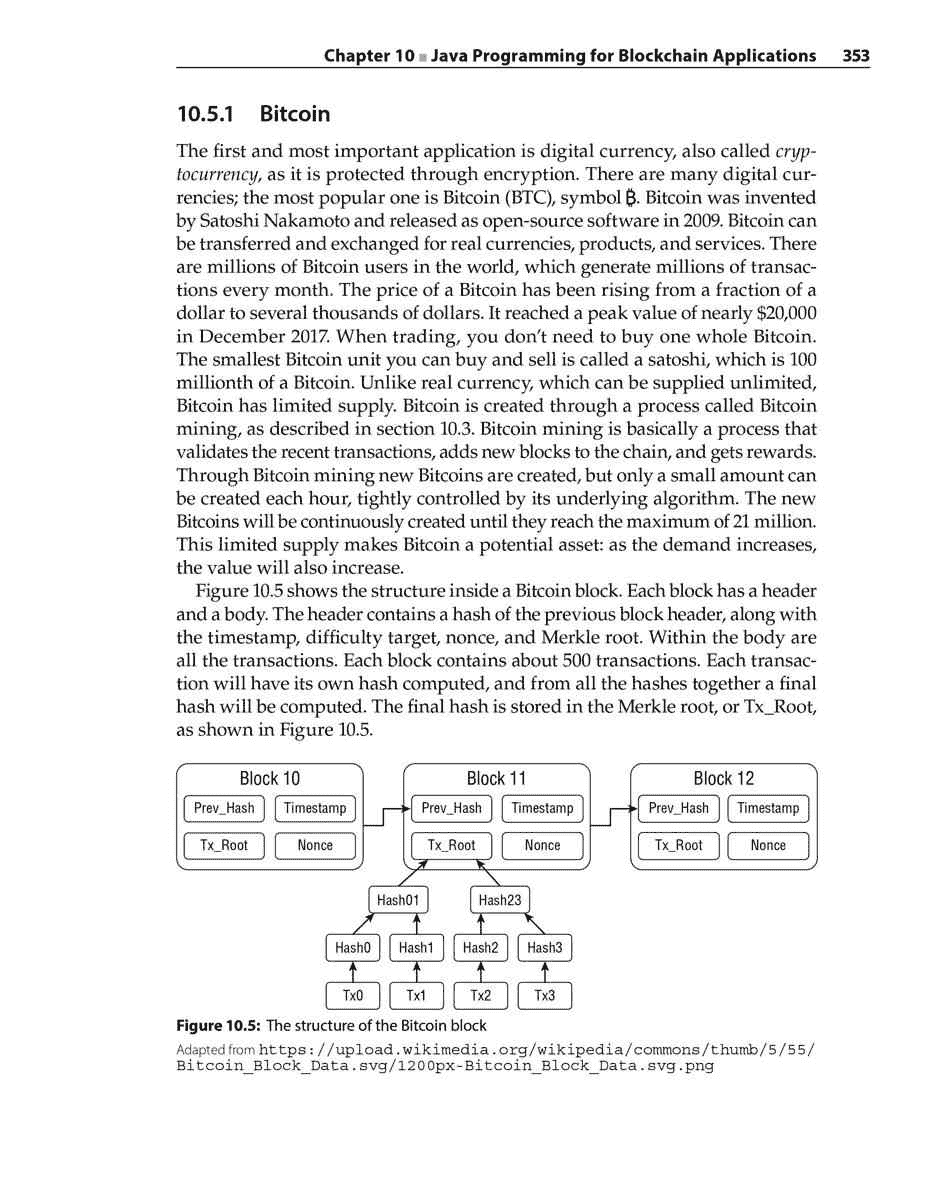 Chapter 10 ■ Java Programming for Blockchain Applications 353
10.5.1 Bitcoin
The first and most important application is digital currency, also called cryp-
tocurrency, as it is protected through encryption. There are many digital cur-
rencies; the most popular one is Bitcoin (BTC), symbol ₿. Bitcoin was invented
by Satoshi Nakamoto and released as open-source software in 2009. Bitcoin can
be transferred and exchanged for real currencies, products, and services. There
are millions of Bitcoin users in the world, which generate millions of transac-
tions every month. The price of a Bitcoin has been rising from a fraction of a
dollar to several thousands of dollars. It reached a peak value of nearly $20,000
in December 2017. When trading, you don’t need to buy one whole Bitcoin.
The smallest Bitcoin unit you can buy and sell is called a satoshi, which is 100
millionth of a Bitcoin. Unlike real currency, which can be supplied unlimited,
Bitcoin has limited supply. Bitcoin is created through a process called Bitcoin
mining, as described in section 10.3. Bitcoin mining is basically a process that
validates the recent transactions, adds new blocks to the chain, and gets rewards.
Through Bitcoin mining new Bitcoins are created, but only a small amount can
be created each hour, tightly controlled by its underlying algorithm. The new
Bitcoins will be continuously created until they reach the maximum of 21 million.
This limited supply makes Bitcoin a potential asset: as the demand increases,
the value will also increase.
Figure 10.5 shows the structure inside a Bitcoin block. Each block has a header
and a body. The header contains a hash of the previous block header, along with
the timestamp, difficulty target, nonce, and Merkle root. Within the body are
all the transactions. Each block contains about 500 transactions. Each transac-
tion will have its own hash computed, and from all the hashes together a final
hash will be computed. The final hash is stored in the Merkle root, or Tx_Root,
as shown in Figure 10.5.
Block 10 Block 11 Block 12
Prev_Hash Timestamp Prev_Hash Timestamp Prev_Hash Timestamp
Tx_Root Nonce Tx_Root Nonce Tx_Root Nonce
Hash01 Hash23
Hash0 Hash1 Hash2 Hash3
Tx0 Tx1 Tx2 Tx3
Figure 10.5: The structure of the Bitcoin block
Adapted from https://upload.wikimedia.org/wikipedia/commons/thumb/5/55/
Bitcoin_Block_Data.svg/1200px-Bitcoin_Block_Data.svg.png